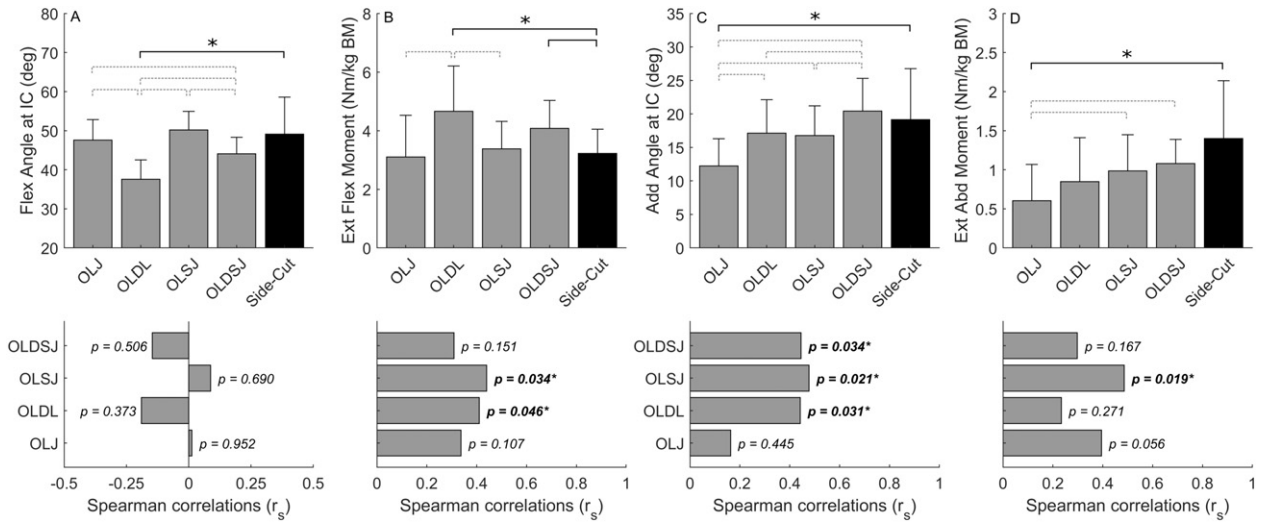 A
*
Flex Angle at IC (deg)
50
60
70
40
30
20
OLJ
OLDL
OLSJ
OLDSJ
Side-Cut
B
*
Ext Flex Moment (Nm/kg BM)
8
6
4
2
0
OLJ
OLDL
OLSJ
OLDSJ
Side-Cut
C
*
Add Angle at IC (deg)
35
30
25
20
15
10
5
0
OLJ
OLDL
OLSJ
OLDSJ
Side-Cut
D
*
Ext Abd Moment (Nm/kg BM)
3
2.5
2
1.5
1
0.5
0
OLJ
OLDL
OLSJ
OLDSJ
Side-Cut
OLDSJ
p = 0.506
OLSJ
p = 0.690
OLDL
p = 0.373
OLJ
p = 0.952
-0.5 -0.25 0 0.25 0.5
Spearman correlations (rs)
p = 0.151
p = 0.034*
p = 0.046*
p = 0.107
0 0.2 0.4 0.6 0.8 1
Spearman correlations (rs)
OLDSJ
p = 0.034*
OLSJ
p = 0.021*
OLDL
p = 0.031*
OLJ
p = 0.445
0 0.2 0.4 0.6 0.8 1
Spearman correlations (rs)
p = 0.167
p = 0.019*
p = 0.271
p = 0.056
0 0.2 0.4 0.6 0.8 1
Spearman correlations (rs)